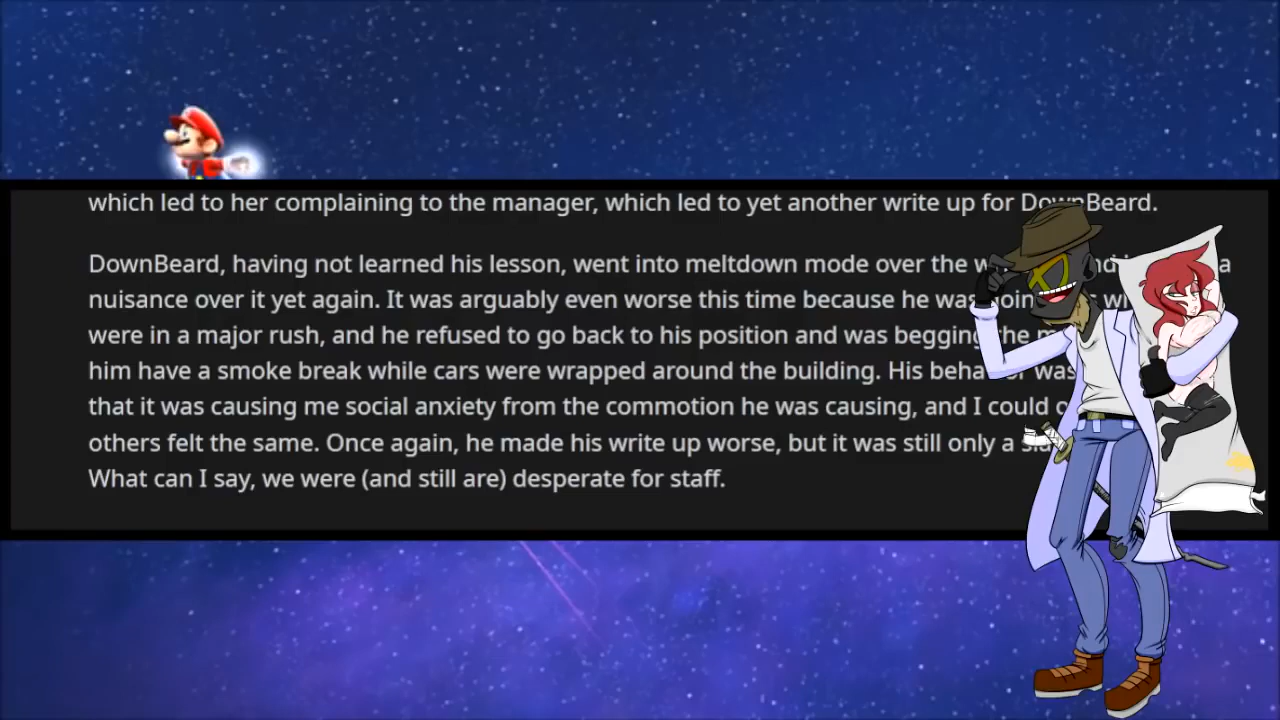 which led to her complaining to the manager, which led to yet another write up for DownBeard.
DownBeard, having not learned his lesson, went into meltdown mode over the a
nuisance over it yet again. It was arguably even worse this time because he was
were in a major rush, and he refused to go back to his position and was begging
him have a smoke break while cars were wrapped around the building. His behavior was
that it was causing me social anxiety from the commotion he was causing, and I could
others felt the same. Once again, he made his write up worse, but it was still only a
What can I say, we were (and still are) desperate for staff.